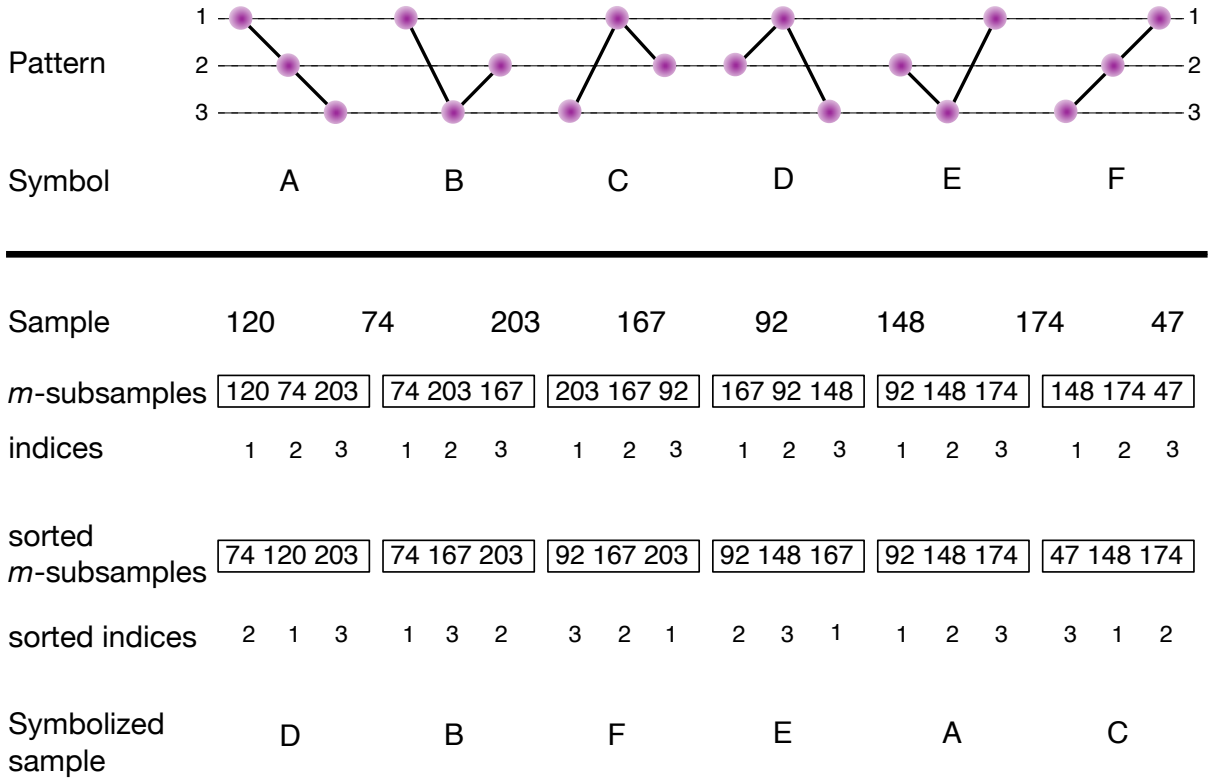 1 1
Pattern 2 2
3 3
Symbol A B C D E F
Sample 120 74 203 167 92 148 174 47
m-subsamples 120 74 203 74 203 167 203 167 92 167 92 148 92 148 174 148 174 47
indices 1 2 3 1 2 3 1 2 3 1 2 3 1 2 3 1 2 3
sorted
m-subsamples 74 120 203 74 167 203 92 167 203 92 148 167 92 148 174 47 148 174
sorted indices 2 1 3 1 3 2 3 2 1 2 3 1 1 2 3 3 1 2
Symbolized
sample D B F E A C